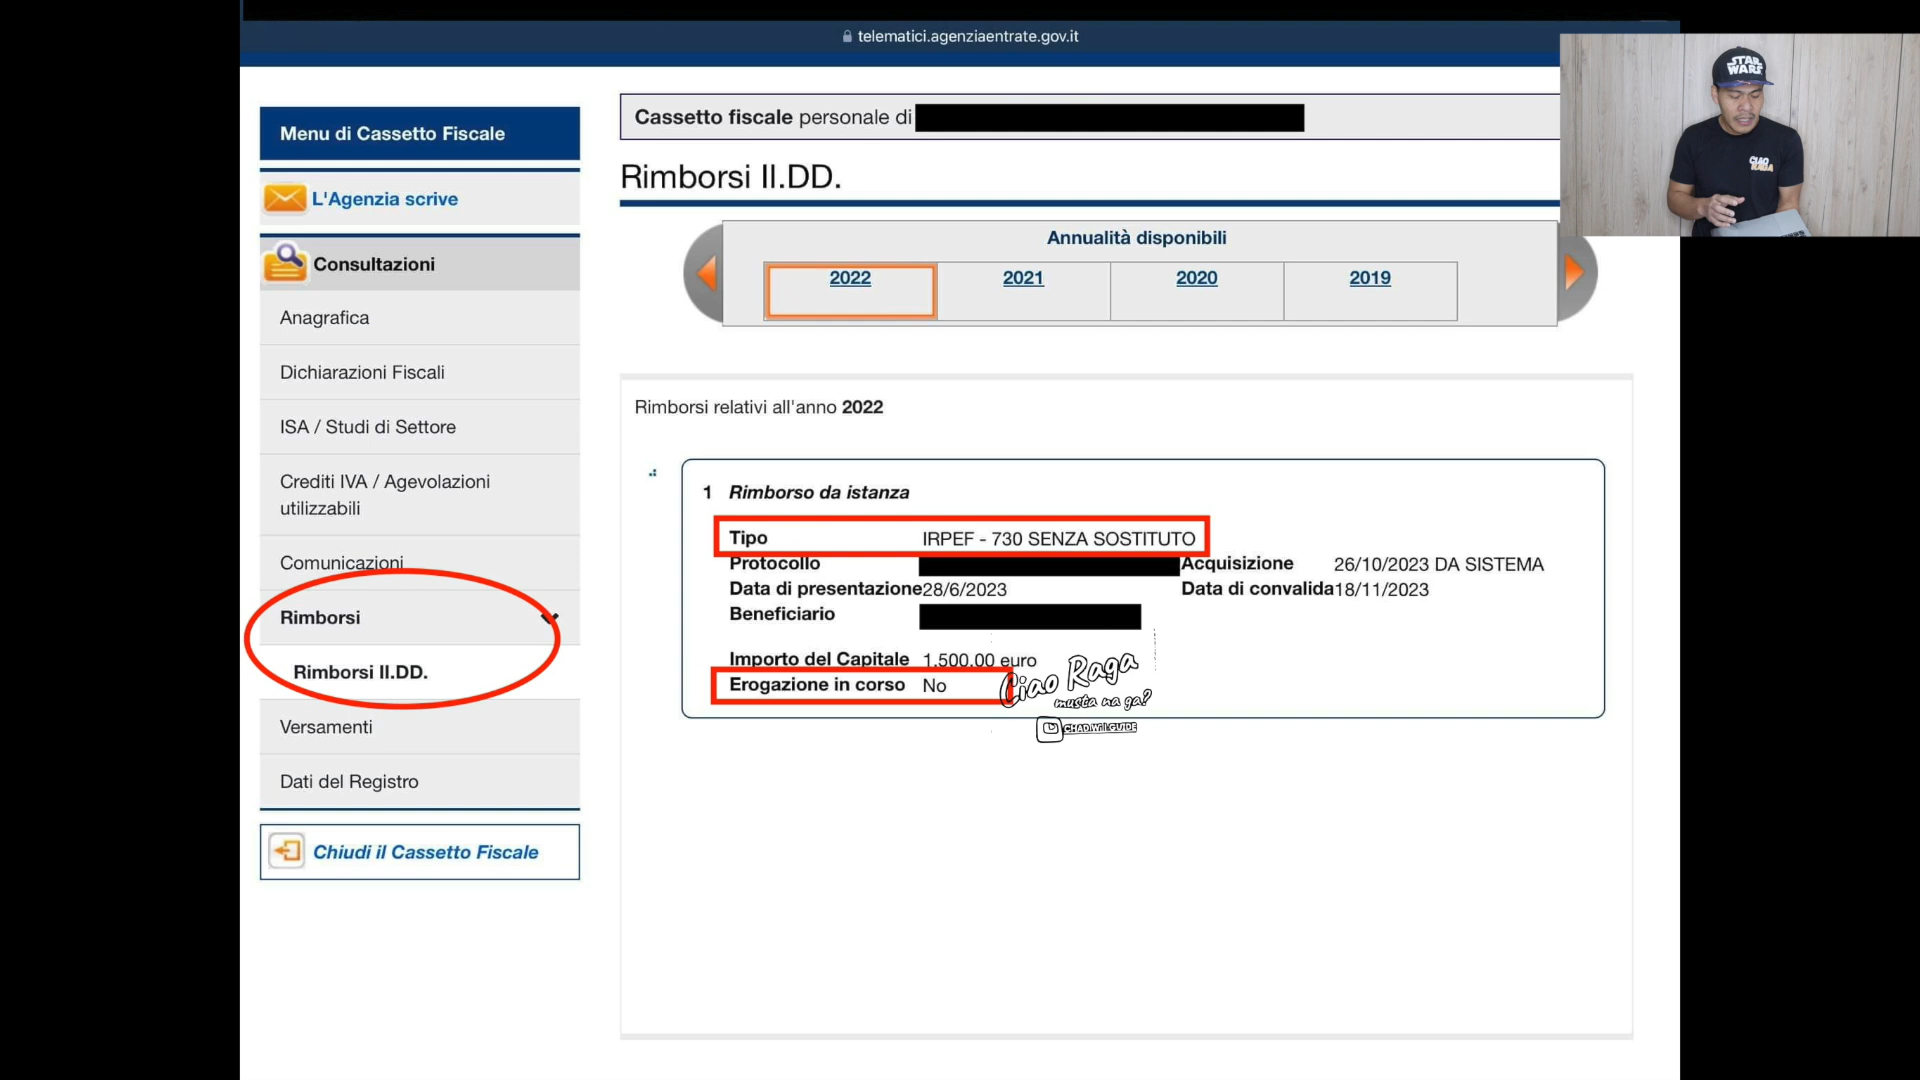 telematici.agenziaentrate.gov.it
STAR
WARS
CIAO
RAGA
Menu di Cassetto Fiscale
L'Agenzia scrive
Consultazioni
Anagrafica
Dichiarazioni Fiscali
ISA / Studi di Settore
Crediti IVA / Agevolazioni
utilizzabili
Comunicazioni
Rimborsi
Rimborsi II.DD.
Versamenti
Dati del Registro
Chiudi il Cassetto Fiscale
Cassetto fiscale personale di
Rimborsi II.DD.
Annualità disponibili
2022 2021 2020 2019
Rimborsi relativi all'anno 2022
1 Rimborso da istanza
Tipo IRPEF - 730 SENZA SOSTITUTO
Protocollo Acquisizione 26/10/2023 DA SISTEMA
Data di presentazione 28/6/2023 Data di convalida 18/11/2023
Beneficiario
Importo del Capitale 1.500,00 euro
Erogazione in corso No
Ciao Raga
musta na ga?